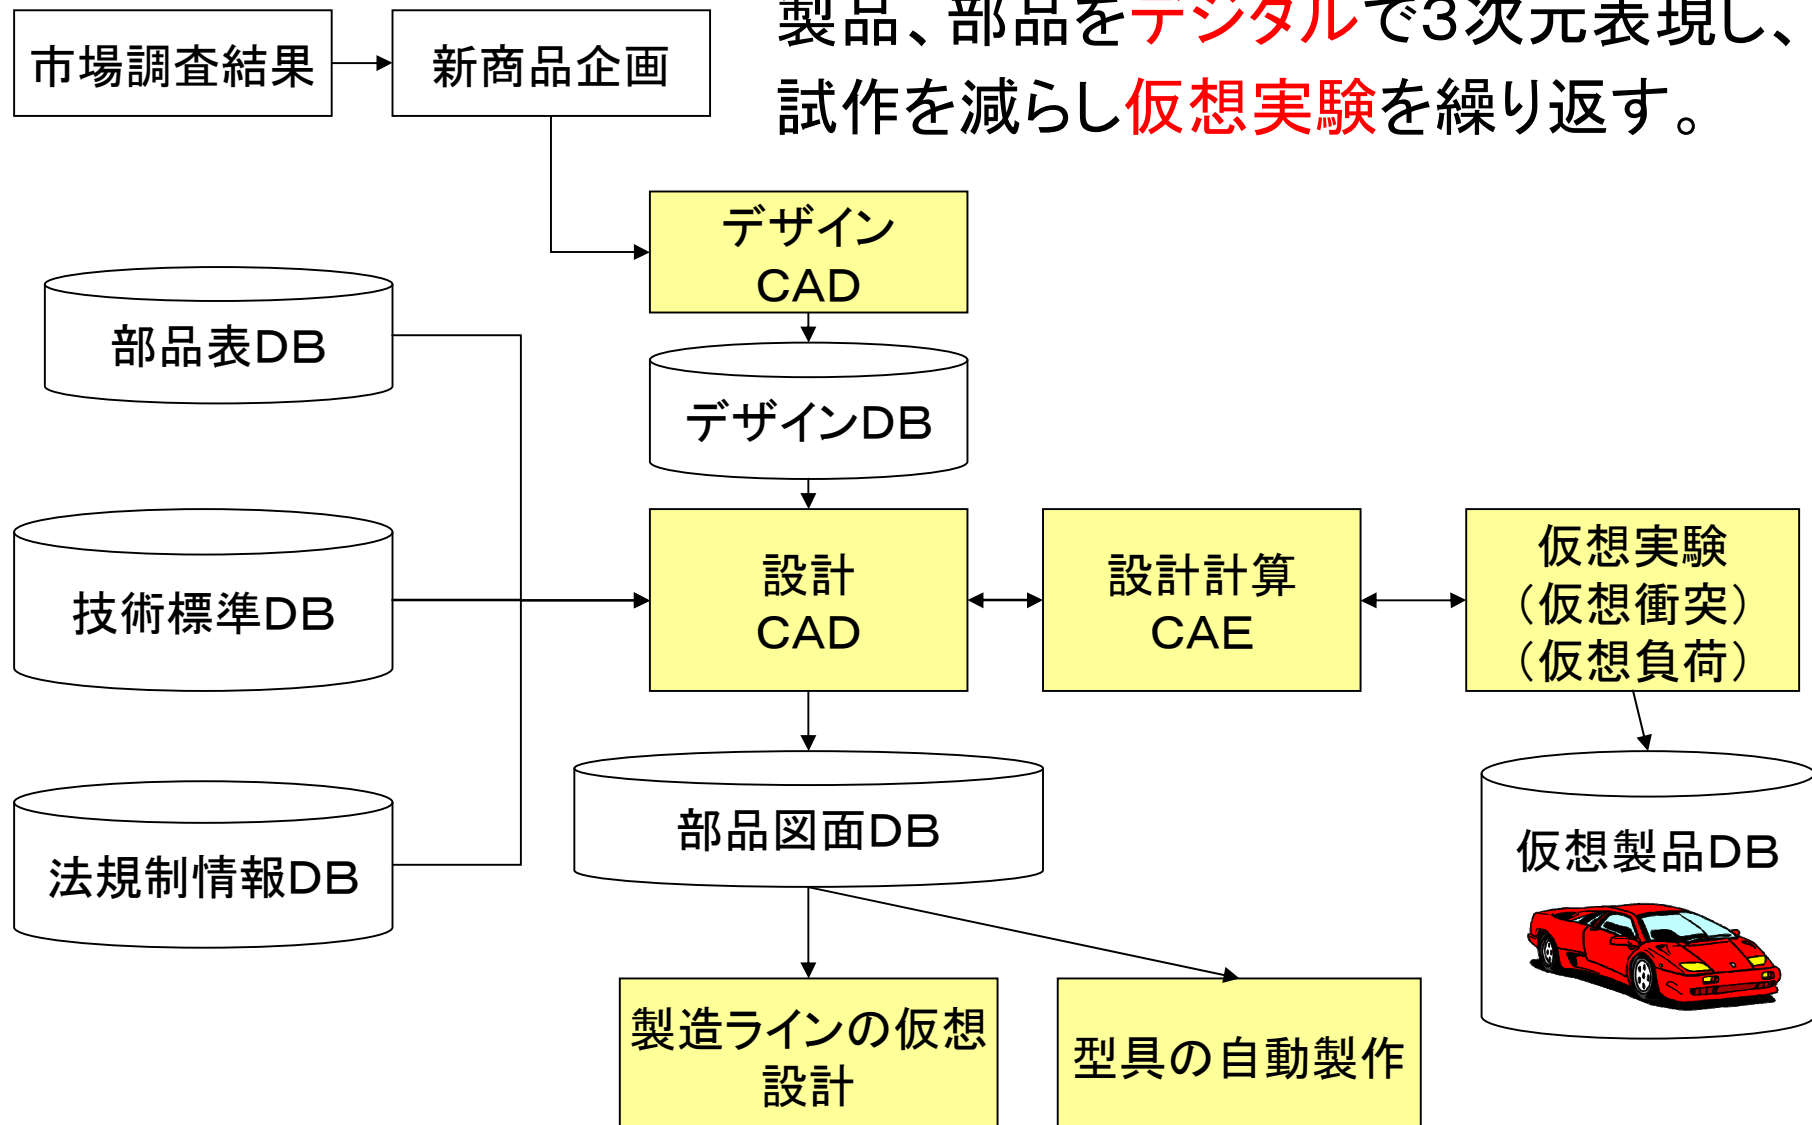 製品、部品をデジタルで3次元表現し、
試作を減らし仮想実験を繰り返す。
市場調査結果
新商品企画
デザイン
CAD
部品表DB
デザインDB
技術標準DB
設計
CAD
設計計算
CAE
仮想実験
（仮想衝突）
（仮想負荷）
法規制情報DB
部品図面DB
仮想製品DB
製造ラインの仮想
設計
型具の自動製作